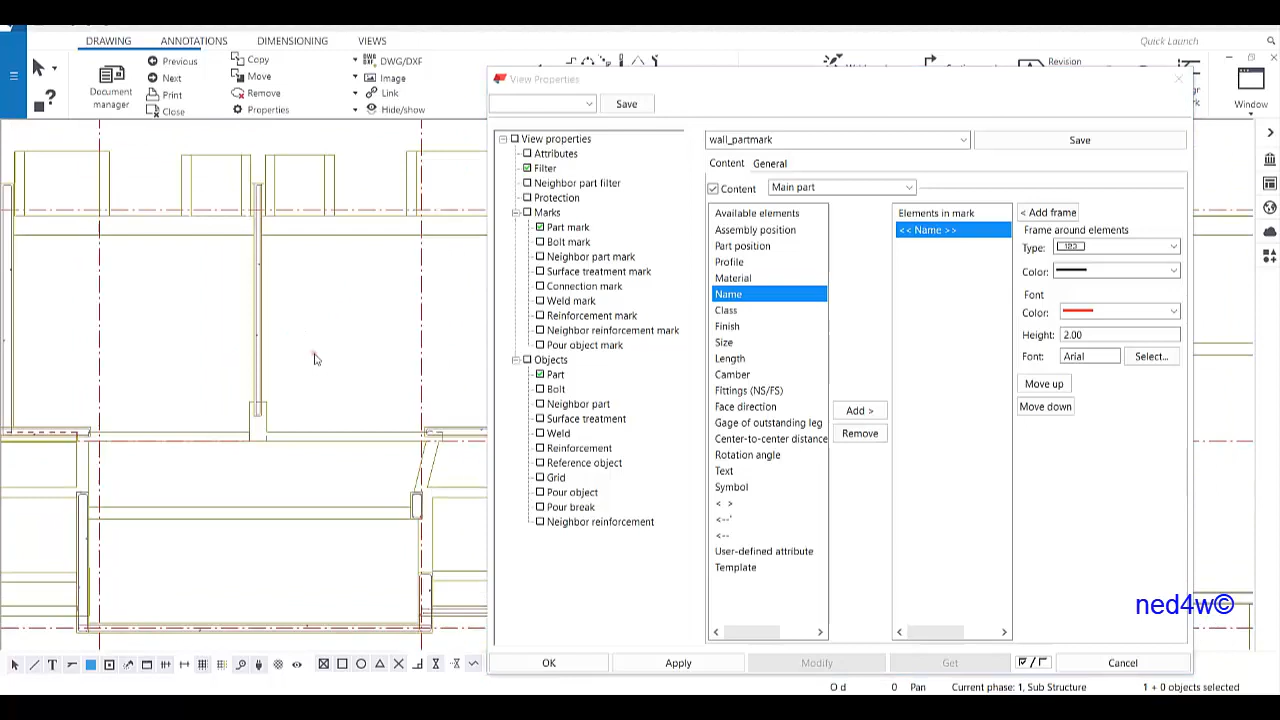 DRAWING ANNOTATIONS DIMENSIONING VIEWS Quick Launch
Previous Copy DWG/DXF
Next Move Image
Document manager
Print Remove Link
Close Properties Hide/show
Revision
Window
View Properties
Save
View properties
Attributes
Filter
Neighbor part filter
Protection
Marks
Part mark
Bolt mark
Neighbor part mark
Surface treatment mark
Connection mark
Weld mark
Reinforcement mark
Neighbor reinforcement mark
Pour object mark
Objects
Part
Bolt
Neighbor part
Surface treatment
Weld
Reinforcement
Reference object
Grid
Pour object
Pour break
Neighbor reinforcement
wall_partmark Save
Content General
Content Main part
Available elements
Assembly position
Part position
Profile
Material
Name
Class
Finish
Size
Length
Camber
Fittings (NS/FS)
Face direction
Gage of outstanding leg
Center-to-center distance
Rotation angle
Text
Symbol
< >
<--'
<--
User-defined attribute
Template
Add >
Remove
Elements in mark
<< Name >>
< Add frame
Frame around elements
Type: 123
Color:
Font
Color:
Height: 2.00
Font: Arial Select...
Move up
Move down
ned4w©
OK Apply Modify Get Cancel
O d 0 Pan Current phase: 1, Sub Structure 1 + 0 objects selected